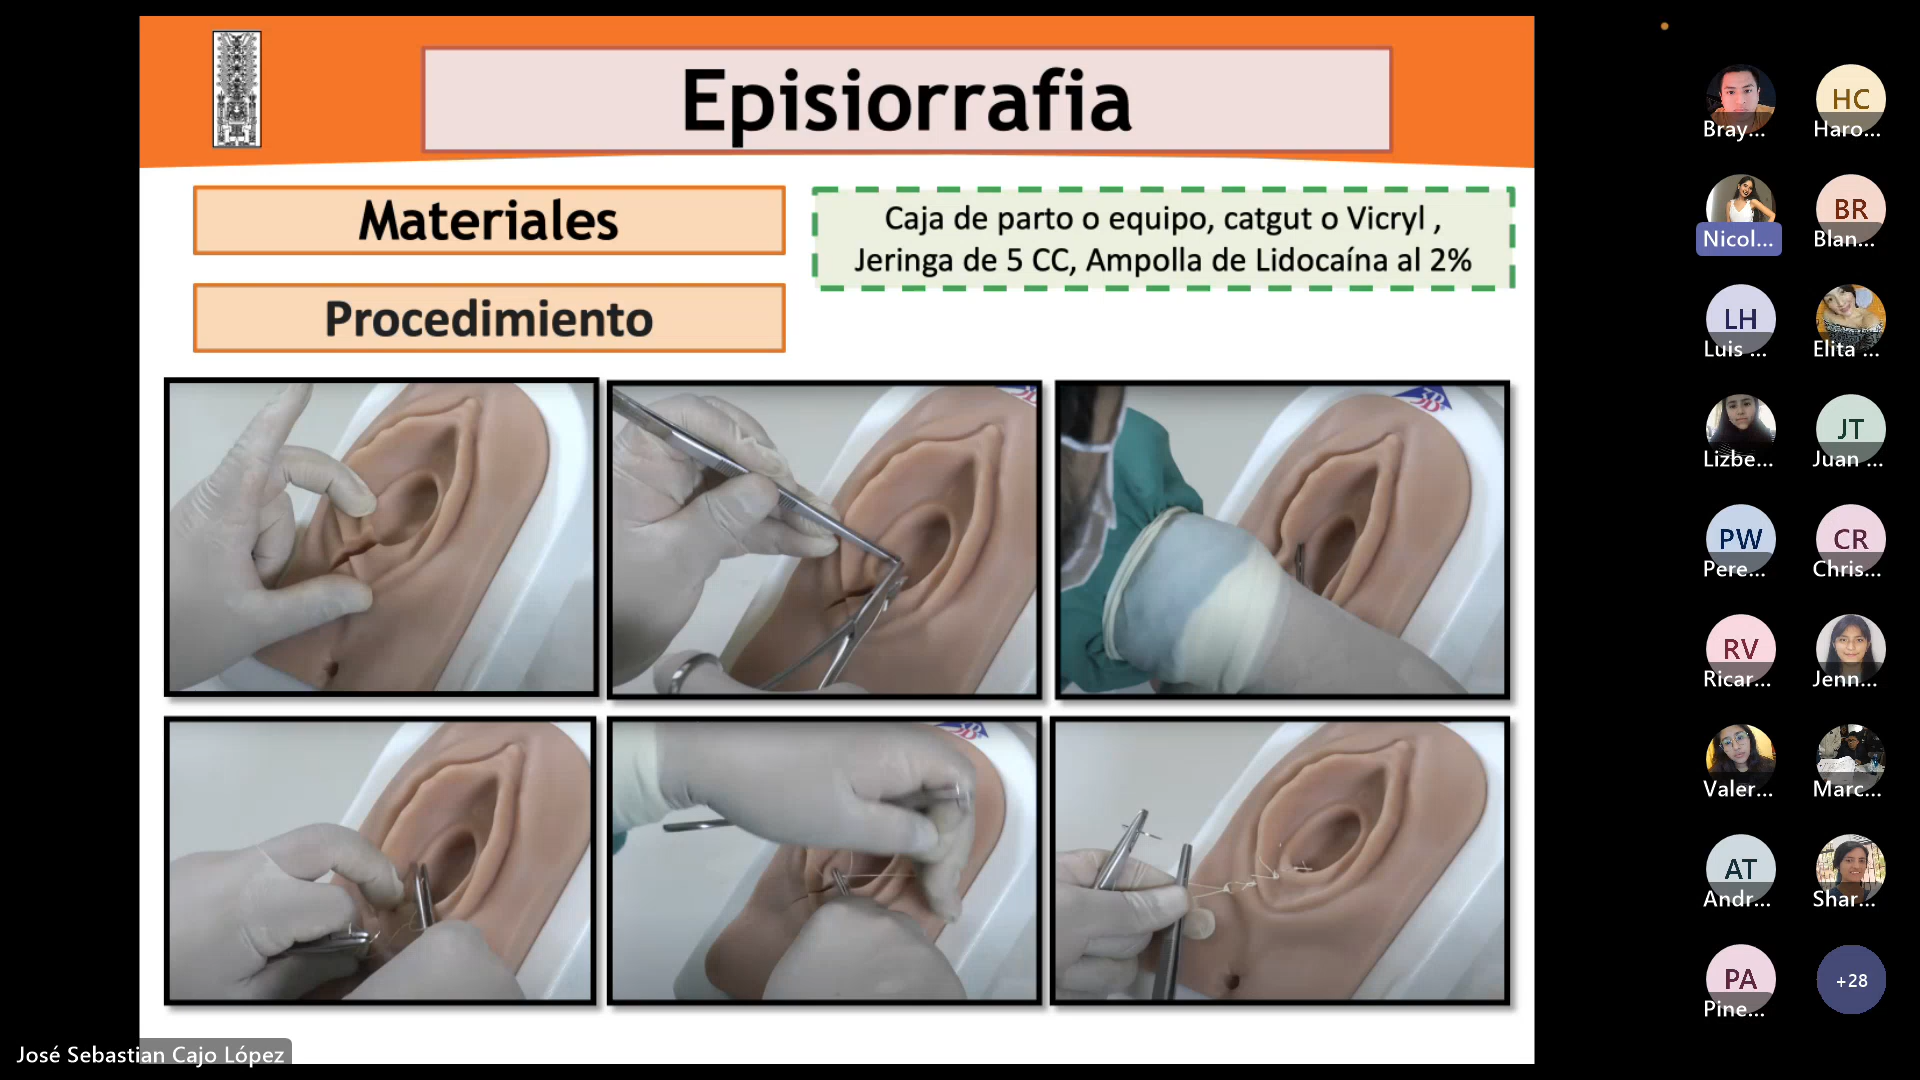 Episiorrafia
Materiales
Caja de parto o equipo, catgut o Vicryl ,
Jeringa de 5 CC, Ampolla de Lidocaína al 2%
Procedimiento
3B
3B
José Sebastian Cajo López
Bray...
HC
Haro...
Nicol...
BR
Blan...
LH
Luis ...
Elita ...
Lizbe...
JT
Juan ...
PW
Pere...
CR
Chris...
RV
Ricar...
Jenn...
Valer...
Marc...
AT
Andr...
Shar...
PA
Pine...
+28